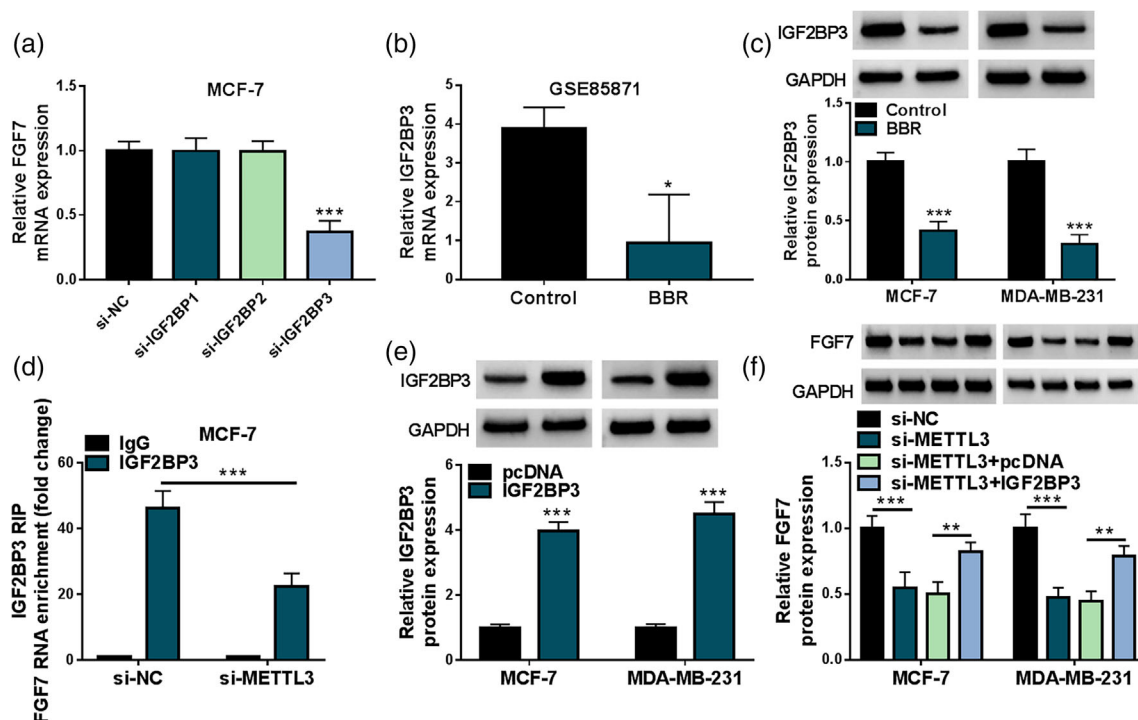 (a)
MCF-7
Relative FGF7
mRNA expression
1.5
1.0
0.5
0.0
***
si-NC
si-IGF2BP1
si-IGF2BP2
si-IGF2BP3
(b)
GSE85871
Relative IGF2BP3
mRNA expression
5
4
3
2
1
0
*
Control
BBR
(c)
IGF2BP3
GAPDH
Control
BBR
Relative IGF2BP3
protein expression
1.5
1.0
0.5
0.0
***
***
MCF-7
MDA-MB-231
(d)
MCF-7
IgG
IGF2BP3
IGF2BP3 RIP
FGF7 RNA enrichment (fold change)
60
40
20
0
***
si-NC
si-METTL3
(e)
IGF2BP3
GAPDH
pcDNA
IGF2BP3
Relative IGF2BP3
protein expression
6
4
2
0
***
***
MCF-7
MDA-MB-231
(f)
FGF7
GAPDH
si-NC
si-METTL3
si-METTL3+pcDNA
si-METTL3+IGF2BP3
Relative FGF7
protein expression
1.5
1.0
0.5
0.0
***
**
***
**
MCF-7
MDA-MB-231